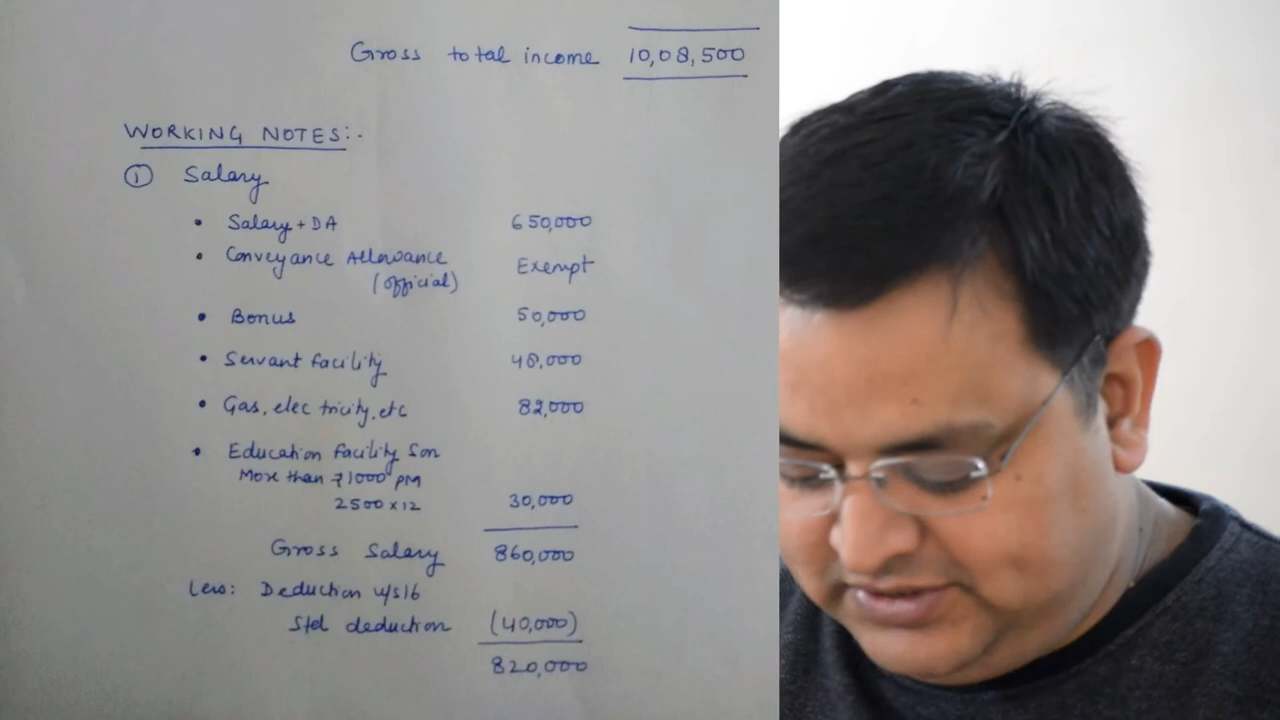 Gross total income 10,08,500
WORKING NOTES:-
① Salary
• Salary + DA 650,000
• Conveyance Allowance
(official) Exempt
• Bonus 50,000
• Servant facility 48,000
• Gas, electricity, etc 82,000
• Education facility Son
More than ₹1000 PM
2500 x 12 30,000
Gross Salary 860,000
Less: Deduction u/s 16
Std deduction (40,000)
820,000